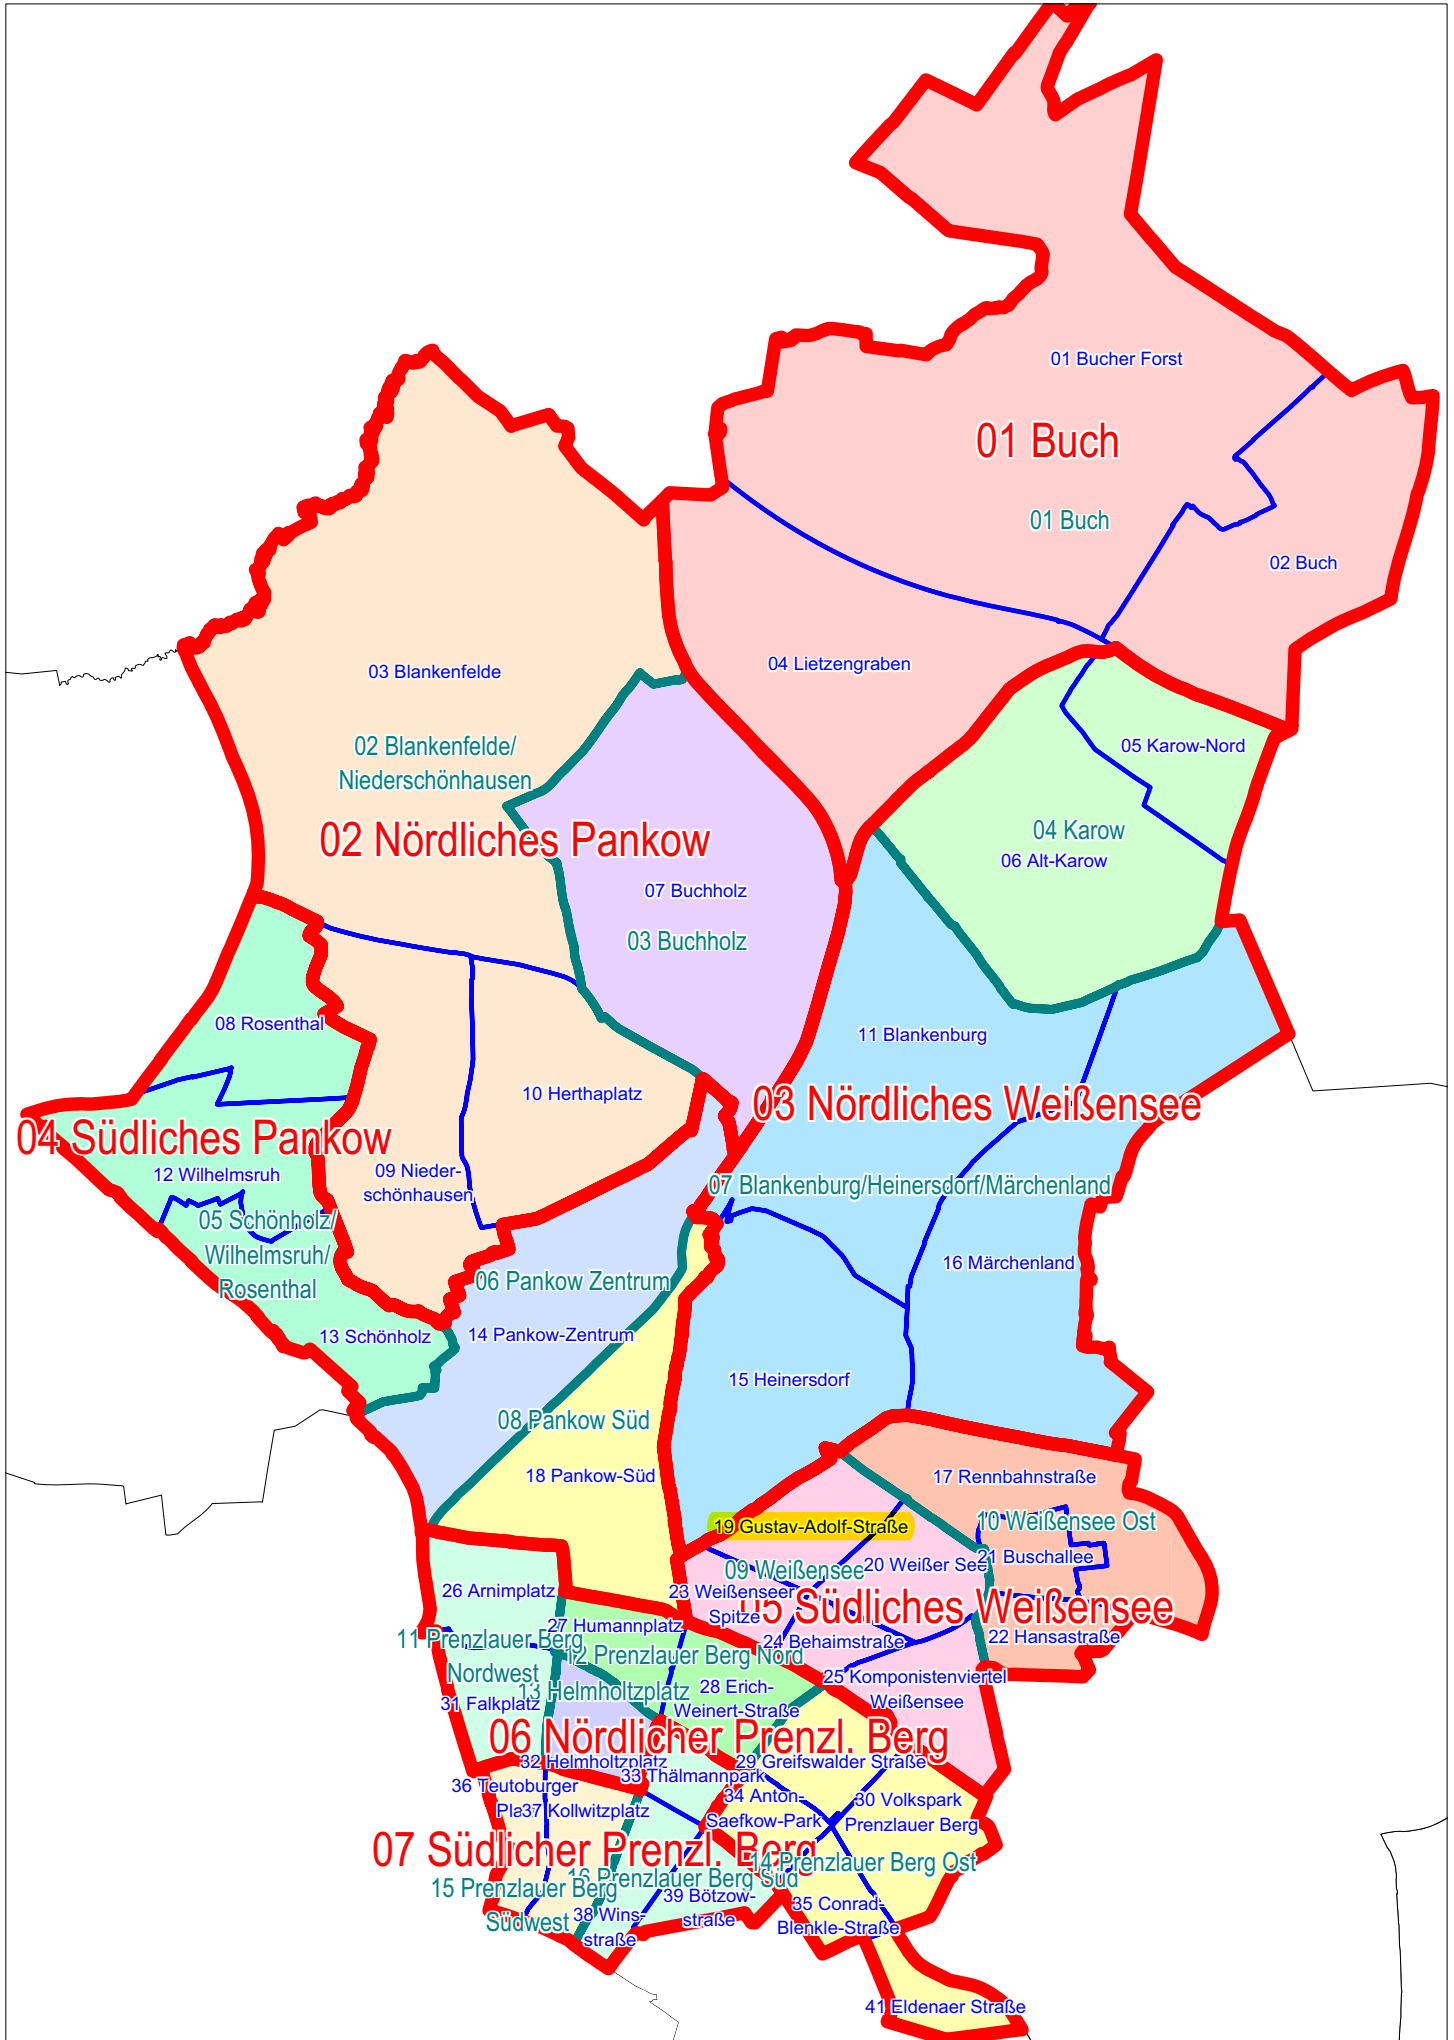 01 Bucher Forst
01 Buch
01 Buch
02 Buch
04 Lietzengraben
03 Blankenfelde
02 Blankenfelde/
Niederschönhausen
02 Nördliches Pankow
05 Karow-Nord
04 Karow
06 Alt-Karow
07 Buchholz
03 Buchholz
08 Rosenthal
11 Blankenburg
10 Herthaplatz
03 Nördliches Weißensee
04 Südliches Pankow
12 Wilhelmsruh
09 Nieder-
schönhausen
07 Blankenburg/Heinersdorf/Märchenland
05 Schönholz/
Wilhelmsruh/
Rosenthal
16 Märchenland
06 Pankow Zentrum
13 Schönholz
14 Pankow-Zentrum
15 Heinersdorf
08 Pankow Süd
18 Pankow-Süd
17 Rennbahnstraße
19 Gustav-Adolf-Straße
10 Weißensee Ost
21 Buschallee
20 Weißer See
09 Weißensee
26 Arnimplatz
23 Weißenseer
Spitze
05 Südliches Weißensee
27 Humannplatz
24 Behaimstraße
22 Hansastraße
11 Prenzlauer Berg
Nordwest
12 Prenzlauer Berg Nord
25 Komponistenviertel
Weißensee
13 Helmholtzplatz
28 Erich-
Weinert-Straße
31 Falkplatz
06 Nördlicher Prenzl. Berg
32 Helmholtzplatz
29 Greifswalder Straße
33 Thälmannpark
36 Teutoburger
Pla
37 Kollwitzplatz
34 Anton-
Saefkow-Park
30 Volkspark
Prenzlauer Berg
07 Südlicher Prenzl. Berg
14 Prenzlauer Berg Ost
16 Prenzlauer Berg Süd
15 Prenzlauer Berg
Südwest
39 Bötzow-
straße
38 Wins-
straße
35 Conrad-
Blenkle-Straße
41 Eldenaer Straße